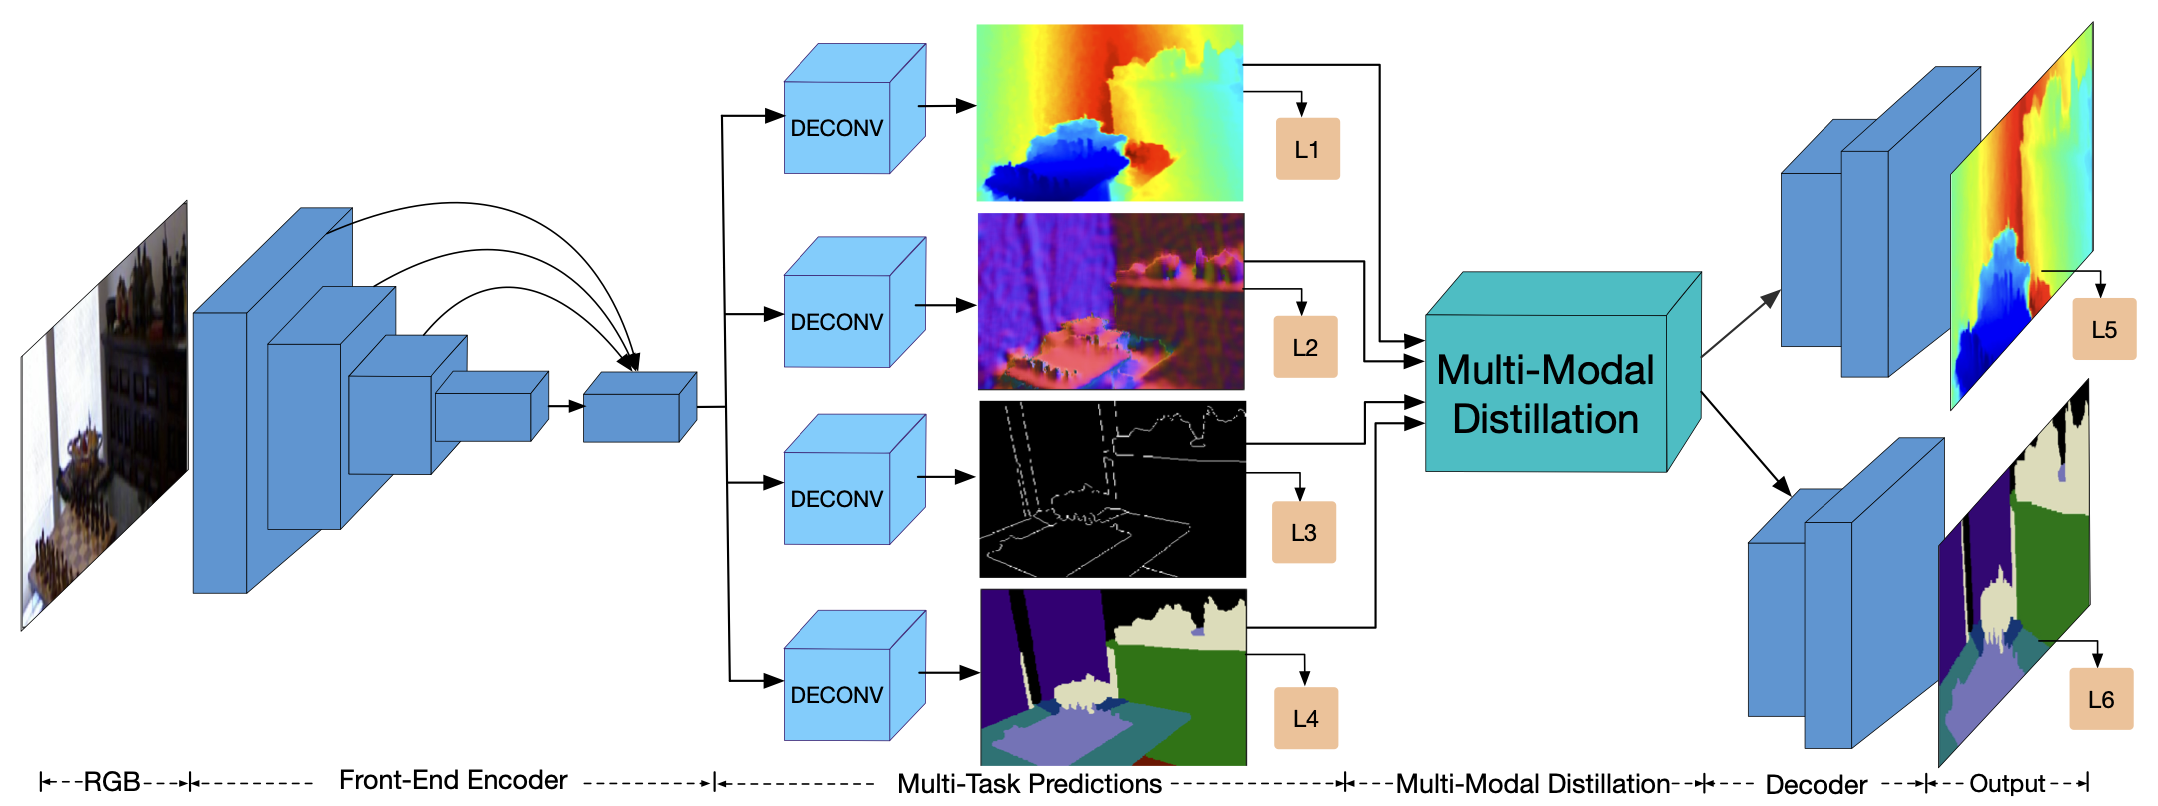 DECONV
L1
DECONV
L2
DECONV
L3
DECONV
L4
Multi-Modal
Distillation
L5
L6
RGB
Front-End Encoder
Multi-Task Predictions
Multi-Modal Distillation
Decoder
Output